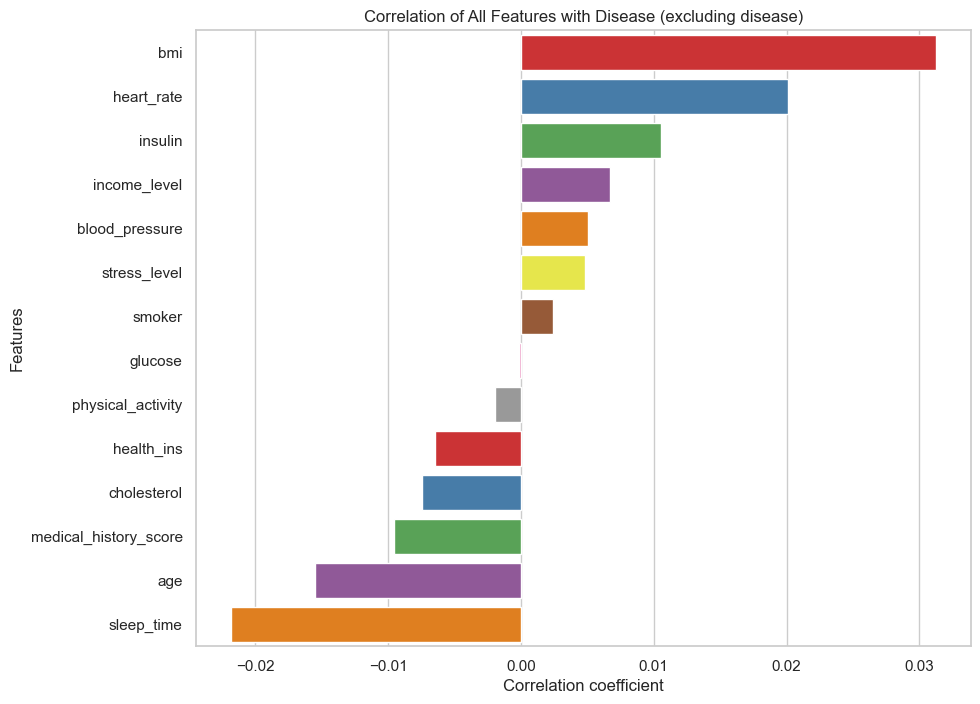 Correlation of All Features with Disease (excluding disease)
bmi
heart_rate
insulin
income_level
blood_pressure
stress_level
smoker
glucose
physical_activity
health_ins
cholesterol
medical_history_score
age
sleep_time
Features
−0.02 −0.01 0.00 0.01 0.02 0.03
Correlation coefficient